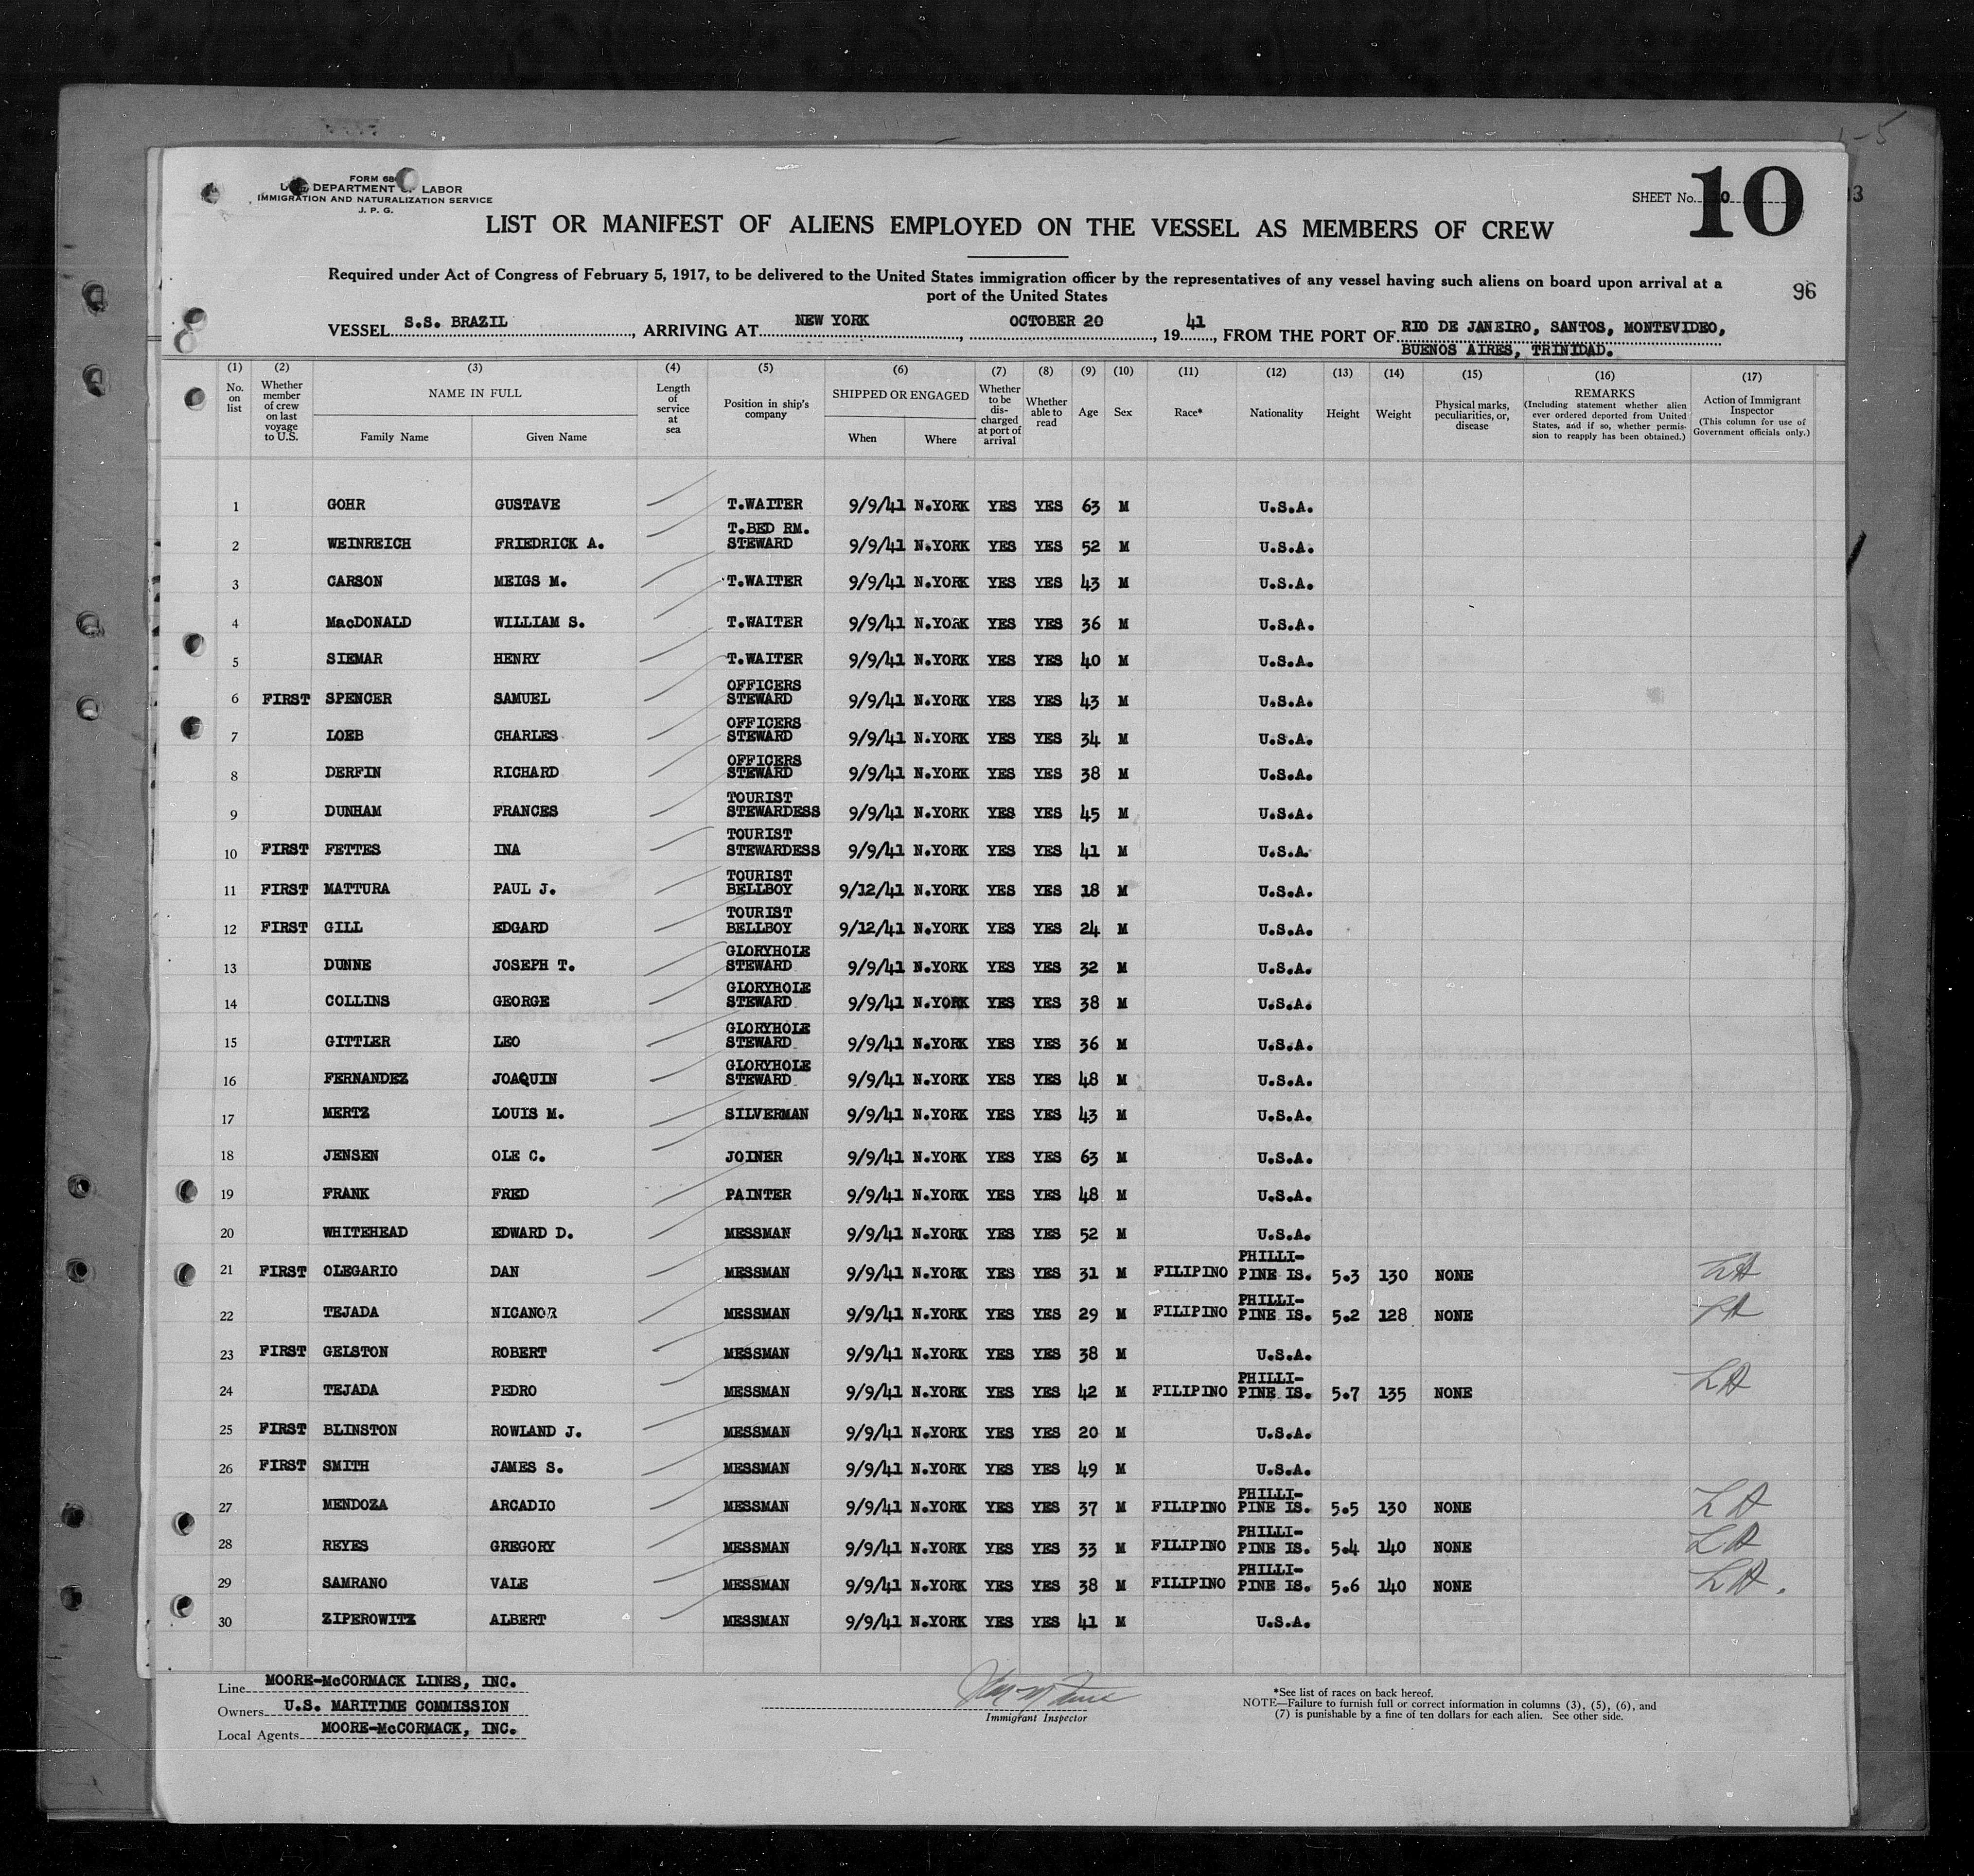 FORM 68
U. S. DEPARTMENT OF LABOR
IMMIGRATION AND NATURALIZATION SERVICE
J. P. G.
SHEET No. 10
10
13
LIST OR MANIFEST OF ALIENS EMPLOYED ON THE VESSEL AS MEMBERS OF CREW
Required under Act of Congress of February 5, 1917, to be delivered to the United States immigration officer by the representatives of any vessel having such aliens on board upon arrival at a
port of the United States
96
VESSEL S.S. BRAZIL, ARRIVING AT NEW YORK, OCTOBER 20, 1941, FROM THE PORT OF RIO DE JANEIRO, SANTOS, MONTEVIDEO,
BUENOS AIRES, TRINIDAD.
(1) No. on list (2) Whether member of crew on last voyage to U.S. (3) NAME IN FULL Family Name Given Name (4) Length of service at sea (5) Position in ship's company (6) SHIPPED OR ENGAGED When Where (7) Whether to be discharged at port of arrival (8) Whether able to read (9) Age (10) Sex (11) Race* (12) Nationality (13) Height (14) Weight (15) Physical marks, peculiarities, or, disease (16) REMARKS (Including statement whether alien ever ordered deported from United States, and if so, whether permission to reapply has been obtained.) (17) Action of Immigrant Inspector (This column for use of Government officials only.)
1 GOHR GUSTAVE T.WAITER 9/9/41 N.YORK YES YES 63 M U.S.A.
2 WEINREICH FRIEDRICK A. T.BED RM. STEWARD 9/9/41 N.YORK YES YES 52 M U.S.A.
3 CARSON MEIGS M. T.WAITER 9/9/41 N.YORK YES YES 43 M U.S.A.
4 MacDONALD WILLIAM S. T.WAITER 9/9/41 N.YORK YES YES 36 M U.S.A.
5 SIEMAR HENRY T.WAITER 9/9/41 N.YORK YES YES 40 M U.S.A.
6 FIRST SPENCER SAMUEL OFFICERS STEWARD 9/9/41 N.YORK YES YES 43 M U.S.A.
7 LOEB CHARLES OFFICERS STEWARD 9/9/41 N.YORK YES YES 34 M U.S.A.
8 DERFIN RICHARD OFFICERS STEWARD 9/9/41 N.YORK YES YES 38 M U.S.A.
9 DUNHAM FRANCES TOURIST STEWARDESS 9/9/41 N.YORK YES YES 45 M U.S.A.
10 FIRST FETTES INA TOURIST STEWARDESS 9/9/41 N.YORK YES YES 41 M U.S.A.
11 FIRST MATTURA PAUL J. TOURIST BELLBOY 9/12/41 N.YORK YES YES 18 M U.S.A.
12 FIRST GILL EDGARD TOURIST BELLBOY 9/12/41 N.YORK YES YES 24 M U.S.A.
13 DUNNE JOSEPH T. GLORYHOLE STEWARD 9/9/41 N.YORK YES YES 32 M U.S.A.
14 COLLINS GEORGE GLORYHOLE STEWARD 9/9/41 N.YORK YES YES 38 M U.S.A.
15 GITTLER LEO GLORYHOLE STEWARD 9/9/41 N.YORK YES YES 36 M U.S.A.
16 FERNANDEZ JOAQUIN GLORYHOLE STEWARD 9/9/41 N.YORK YES YES 48 M U.S.A.
17 MERTZ LOUIS M. SILVERMAN 9/9/41 N.YORK YES YES 43 M U.S.A.
18 JENSEN OLE C. JOINER 9/9/41 N.YORK YES YES 63 M U.S.A.
19 FRANK FRED PAINTER 9/9/41 N.YORK YES YES 48 M U.S.A.
20 WHITEHEAD EDWARD D. MESSMAN 9/9/41 N.YORK YES YES 52 M U.S.A.
21 FIRST OLEGARIO DAN MESSMAN 9/9/41 N.YORK YES YES 31 M FILIPINO PHILLI-PINE IS. 5.3 130 NONE
22 TEJADA NICANOR MESSMAN 9/9/41 N.YORK YES YES 29 M FILIPINO PHILLI-PINE IS. 5.2 128 NONE
23 FIRST GELSTON ROBERT MESSMAN 9/9/41 N.YORK YES YES 38 M U.S.A.
24 TEJADA PEDRO MESSMAN 9/9/41 N.YORK YES YES 42 M FILIPINO PHILLI-PINE IS. 5.7 135 NONE
25 FIRST BLINSTON ROWLAND J. MESSMAN 9/9/41 N.YORK YES YES 20 M U.S.A.
26 FIRST SMITH JAMES S. MESSMAN 9/9/41 N.YORK YES YES 49 M U.S.A.
27 MENDOZA ARCADIO MESSMAN 9/9/41 N.YORK YES YES 37 M FILIPINO PHILLI-PINE IS. 5.5 130 NONE
28 REYES GREGORY MESSMAN 9/9/41 N.YORK YES YES 33 M FILIPINO PHILLI-PINE IS. 5.4 140 NONE
29 SAMRANO VALE MESSMAN 9/9/41 N.YORK YES YES 38 M FILIPINO PHILLI-PINE IS. 5.6 140 NONE
30 ZIPEROWITZ ALBERT MESSMAN 9/9/41 N.YORK YES YES 41 M U.S.A.
Line MOORE-McCORMACK LINES, INC.
Owners U.S. MARITIME COMMISSION
Local Agents MOORE-McCORMACK, INC.
Immigrant Inspector
*See list of races on back hereof.
NOTE—Failure to furnish full or correct information in columns (3), (5), (6), and
(7) is punishable by a fine of ten dollars for each alien. See other side.